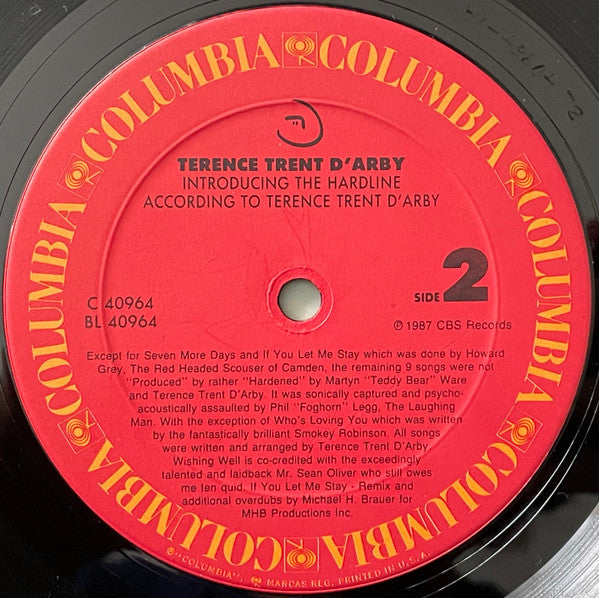 COLUMBIA COLUMBIA COLUMBIA COLUMBIA COLUMBIA COLUMBIA COLUMBIA
TERENCE TRENT D'ARBY
INTRODUCING THE HARDLINE
ACCORDING TO TERENCE TRENT D'ARBY
C 40964
BL 40964
SIDE 2
℗ 1987 CBS Records
Except for Seven More Days and If You Let Me Stay which was done by Howard
Grey, The Red Headed Scouser of Camden, the remaining 9 songs were not
"Produced" by rather "Hardened" by Martyn "Teddy Bear" Ware
and Terence Trent D'Arby. It was sonically captured and psycho-
acoustically assaulted by Phil "Foghorn" Legg, The Laughing
Man. With the exception of Who's Loving You which was written
by the fantastically brilliant Smokey Robinson. All songs
were written and arranged by Terence Trent D'Arby.
Wishing Well is co-credited with the exceedingly
talented and laidback Mr. Sean Oliver who still owes
me ten quid. If You Let Me Stay - Remix and
additional overdubs by Michael H. Brauer for
MHB Productions Inc.
"COLUMBIA", MARCAS REG. PRINTED IN U.S.A.